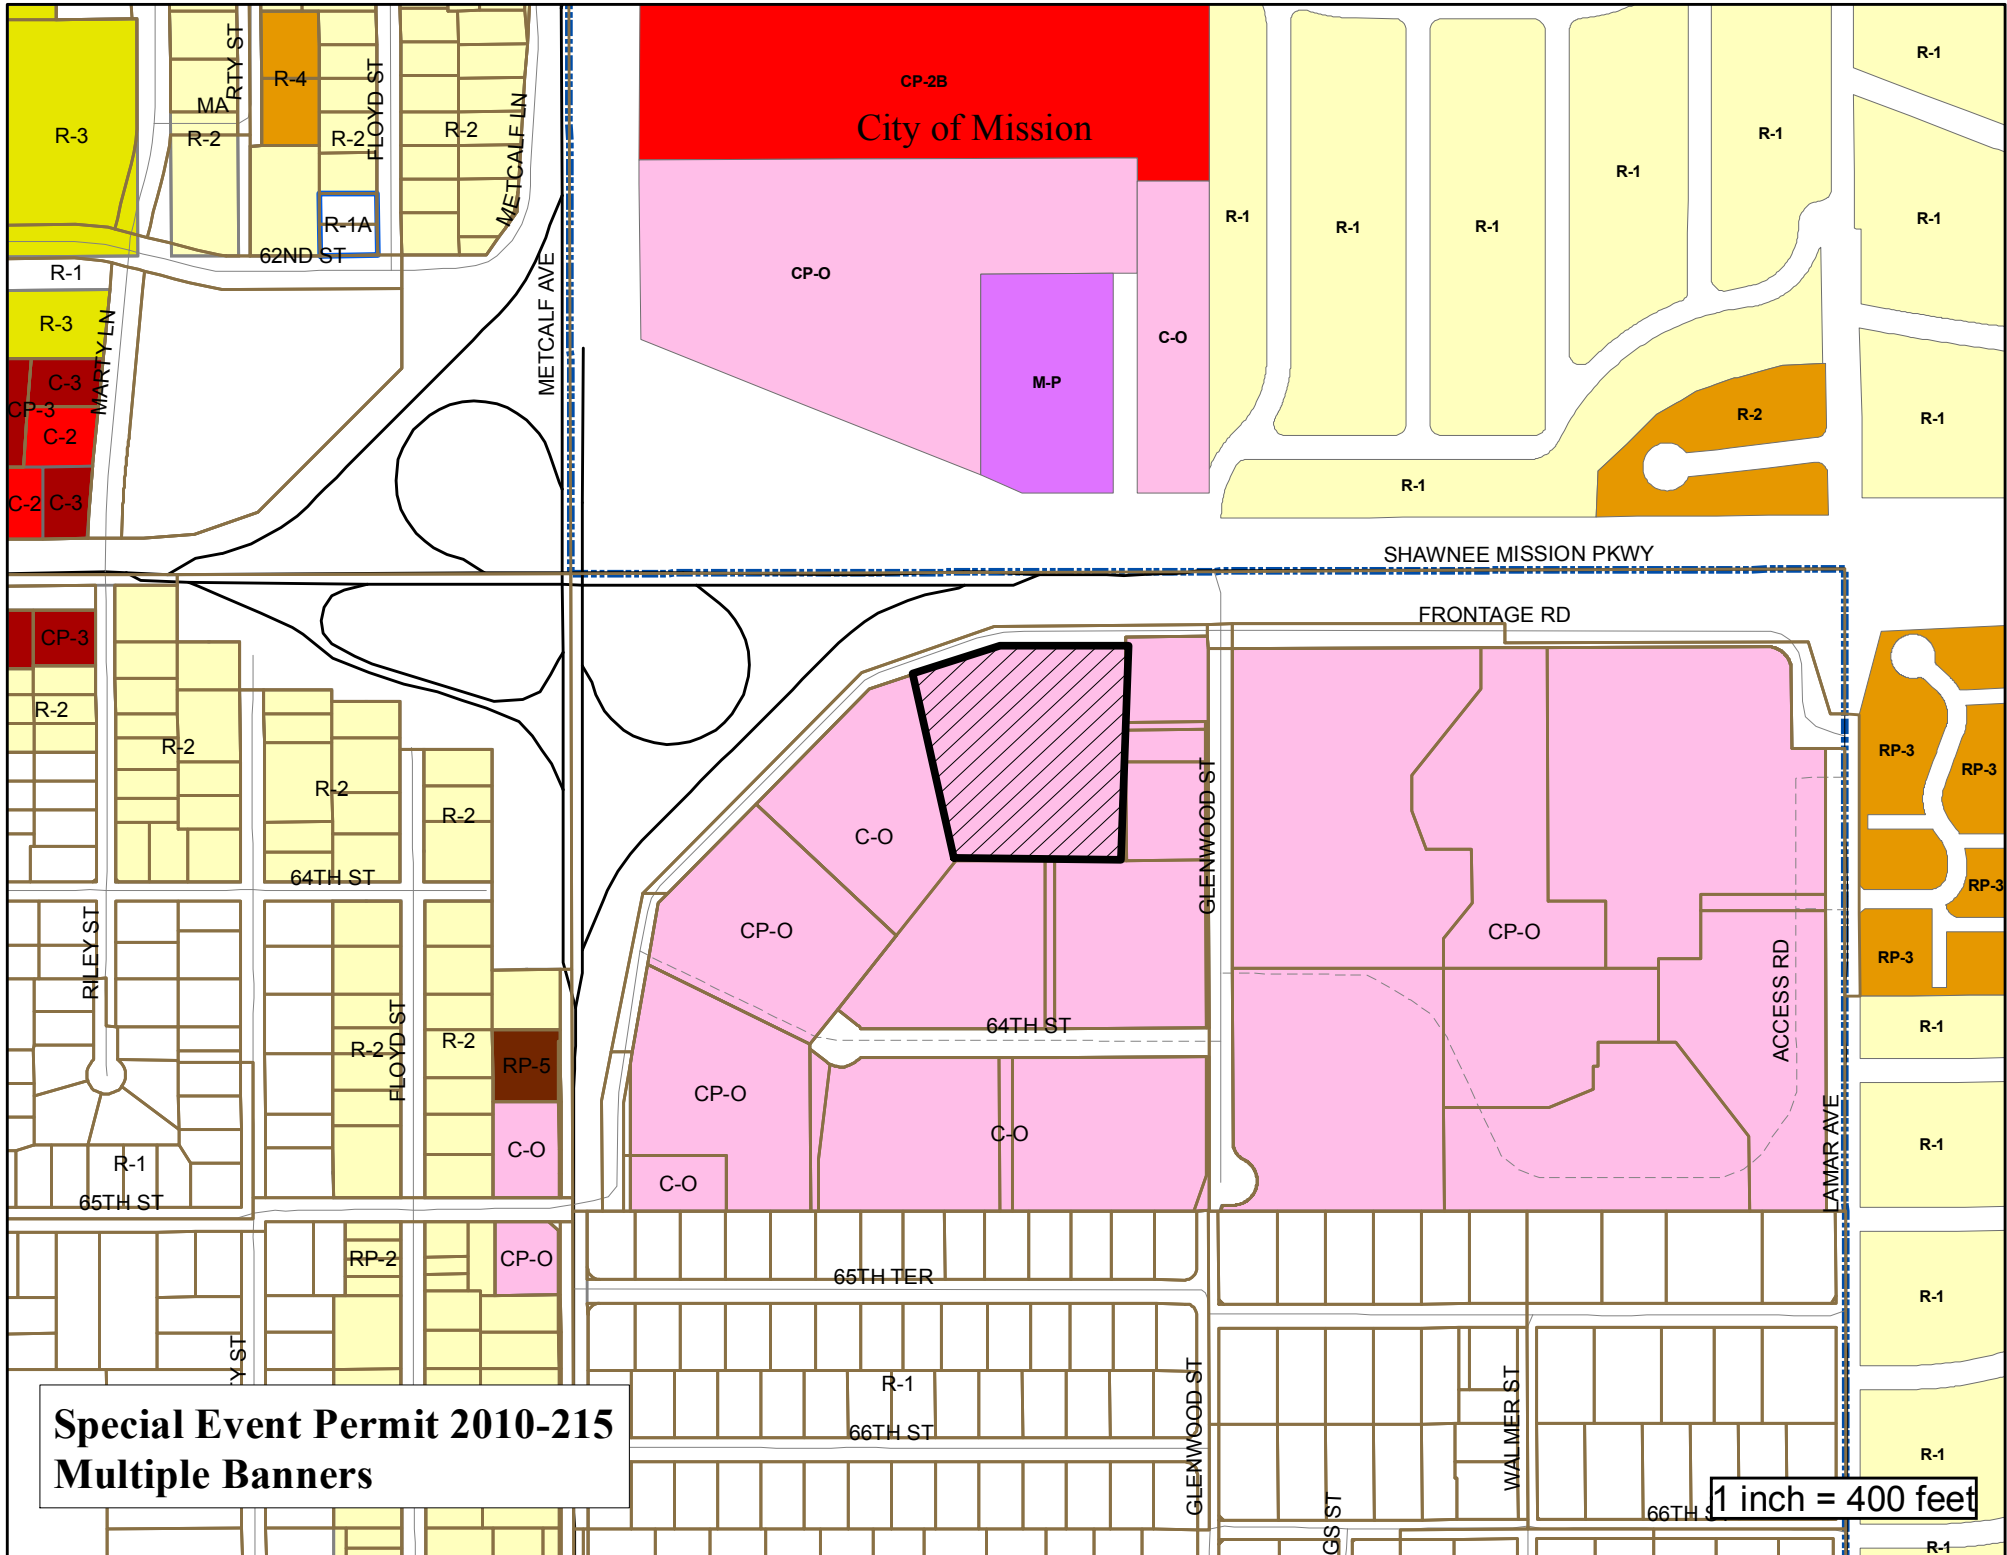 RTY ST
R-4
FLOYD ST
MA
R-3
R-2
R-2
R-2
METCALF LN
R-1A
62ND ST
R-1
R-3
MARTY LN
C-3
CP-3
C-2
C-2
C-3
METCALF AVE
CP-2B
City of Mission
CP-O
M-P
C-O
R-1
R-1
R-1
R-1
R-1
R-1
R-1
R-1
R-2
R-1
SHAWNEE MISSION PKWY
FRONTAGE RD
CP-3
R-2
R-2
R-2
R-2
64TH ST
RILEY ST
R-2
FLOYD ST
R-2
RP-5
C-O
R-1
65TH ST
RP-2
CP-O
TY ST
C-O
CP-O
GLENWOOD ST
CP-O
64TH ST
CP-O
C-O
C-O
ACCESS RD
LAMAR AVE
RP-3
RP-3
RP-3
RP-3
R-1
R-1
R-1
R-1
R-1
65TH TER
R-1
66TH ST
GLENWOOD ST
WALMER ST
GS ST
66TH S
Special Event Permit 2010-215
Multiple Banners
1 inch = 400 feet